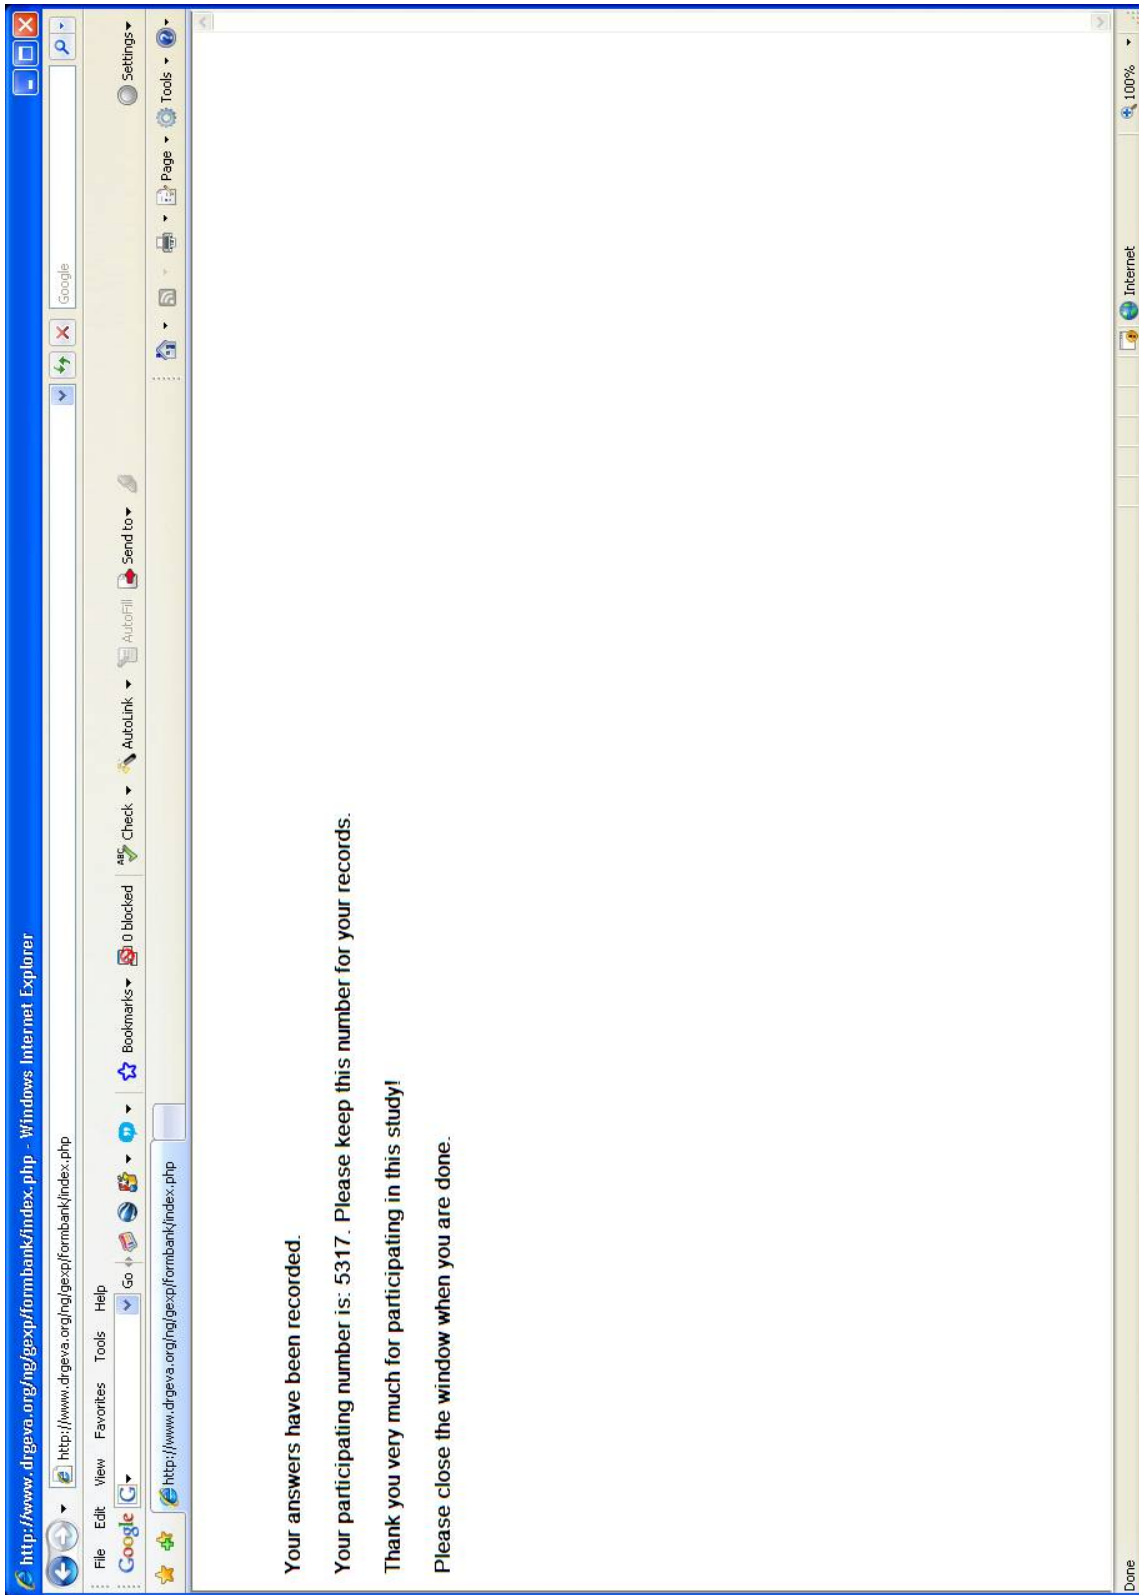 http://www.drgeva.org/ng/gexp/formbank/index.php - Windows Internet Explorer
http://www.drgeva.org/ng/gexp/formbank/index.php
Google
File Edit View Favorites Tools Help
Google G Go Bookmarks 0 blocked ABC Check AutoLink AutoFill Send to Settings
http://www.drgeva.org/ng/gexp/formbank/index.php Page Tools
Your answers have been recorded.
Your participating number is: 5317. Please keep this number for your records.
Thank you very much for participating in this study!
Please close the window when you are done.
Done Internet 100%